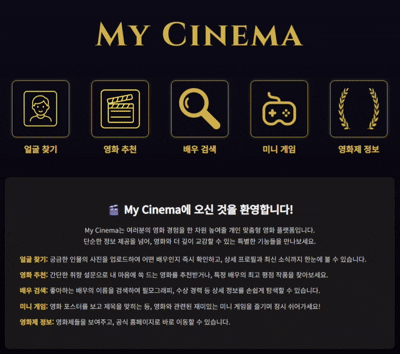 My Cinema
얼굴 찾기
영화 추천
배우 검색
미니 게임
영화제 정보
My Cinema에 오신 것을 환영합니다!
My Cinema는 여러분의 영화 경험을 한 차원 높여줄 개인 맞춤형 영화 플랫폼입니다.
단순한 정보 제공을 넘어, 영화와 더 깊이 교감할 수 있는 특별한 기능들을 만나보세요.
얼굴 찾기: 궁금한 인물의 사진을 업로드하여 어떤 배우인지 즉시 확인하고, 상세 프로필과 최신 소식까지 한눈에 볼 수 있습니다.
영화 추천: 간단한 취향 설문으로 내 마음에 쏙 드는 영화를 추천받거나, 특정 배우의 최고 평점 작품을 찾아보세요.
배우 검색: 좋아하는 배우의 이름을 검색하여 필모그래피, 수상 경력 등 상세 정보를 손쉽게 탐색할 수 있습니다.
미니 게임: 영화 포스터를 보고 제목을 맞히는 등, 영화와 관련된 재미있는 미니 게임을 즐기며 잠시 쉬어가세요!
영화제 정보: 영화제들을 보여주고, 공식 홈페이지로 바로 이동할 수 있습니다.